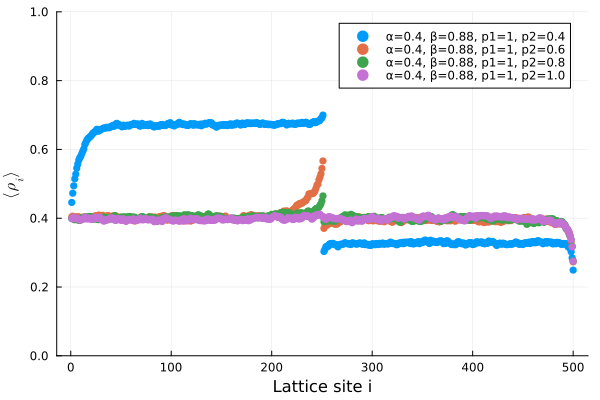 1.0
α=0.4, β=0.88, p1=1, p2=0.4
α=0.4, β=0.88, p1=1, p2=0.6
α=0.4, β=0.88, p1=1, p2=0.8
α=0.4, β=0.88, p1=1, p2=1.0
0.8
0.6
⟨ρᵢ⟩
0.4
0.2
0.0
0 100 200 300 400 500
Lattice site i